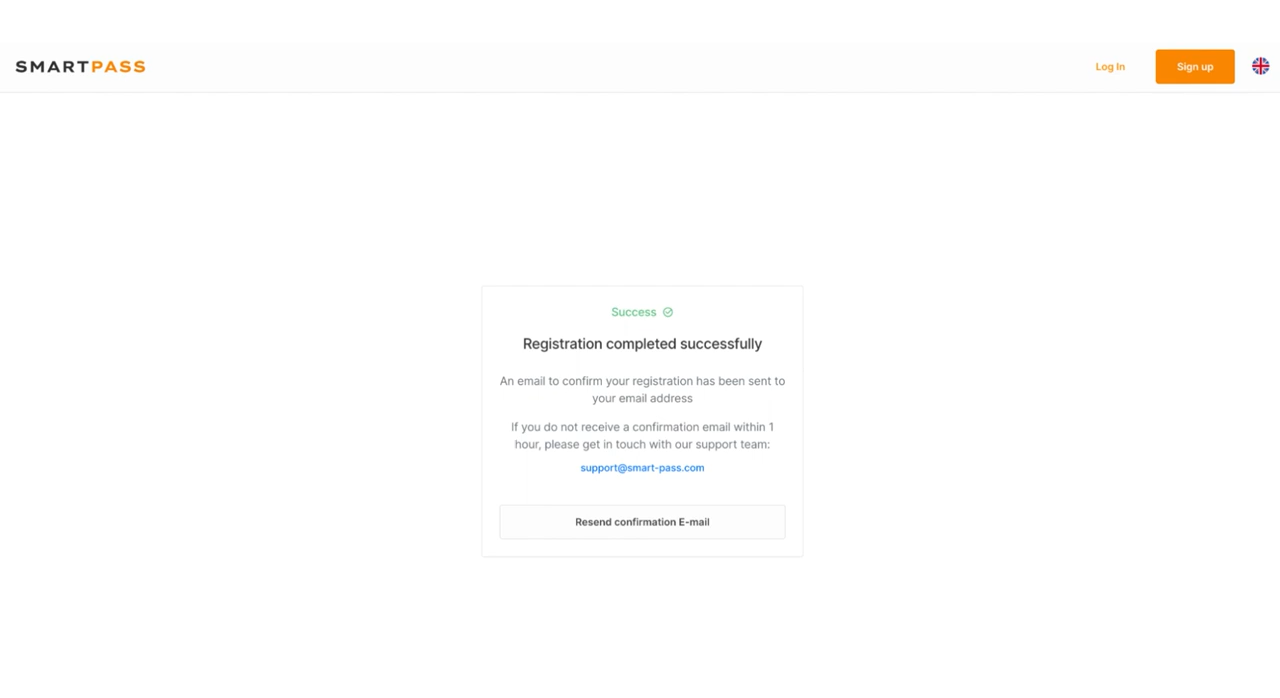 SMARTPASS
Log In
Sign up
Success
Registration completed successfully
An email to confirm your registration has been sent to
your email address
If you do not receive a confirmation email within 1
hour, please get in touch with our support team:
support@smart-pass.com
Resend confirmation E-mail